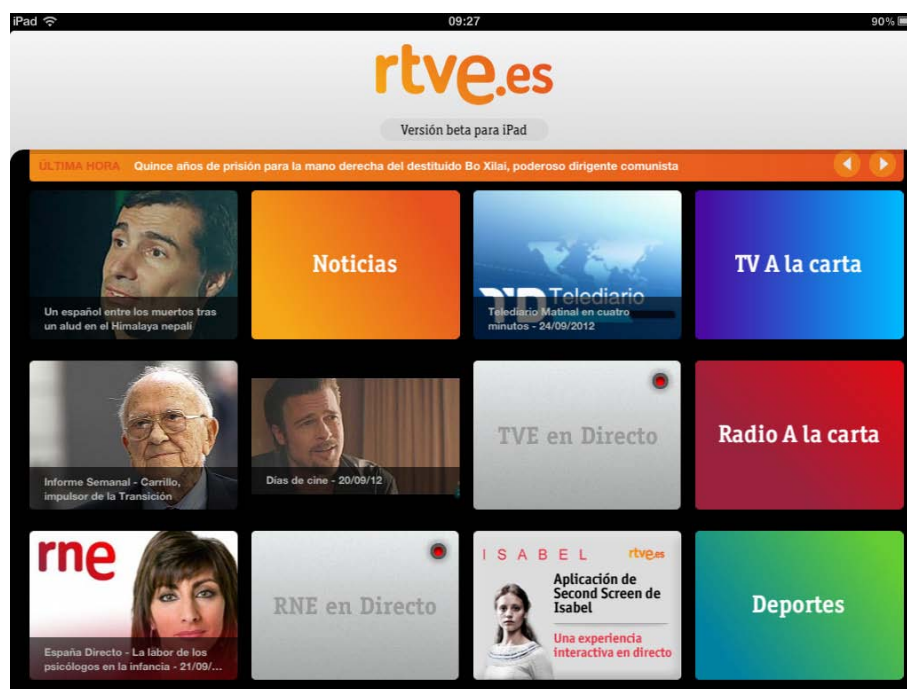 iPad 09:27 90%
rtve.es
Versión beta para iPad
ÚLTIMA HORA Quince años de prisión para la mano derecha del destituido Bo Xilai, poderoso dirigente comunista
Un español entre los muertos tras
un alud en el Himalaya nepalí
Noticias
TD Telediario
Telediario Matinal en cuatro
minutos - 24/09/2012
TV A la carta
Informe Semanal - Carrillo,
impulsor de la Transición
Días de cine - 20/09/12
TVE en Directo
Radio A la carta
rne
España Directo - La labor de los
psicólogos en la infancia - 21/09/...
RNE en Directo
ISABEL rtve.es
Aplicación de
Second Screen de
Isabel
Una experiencia
interactiva en directo
Deportes